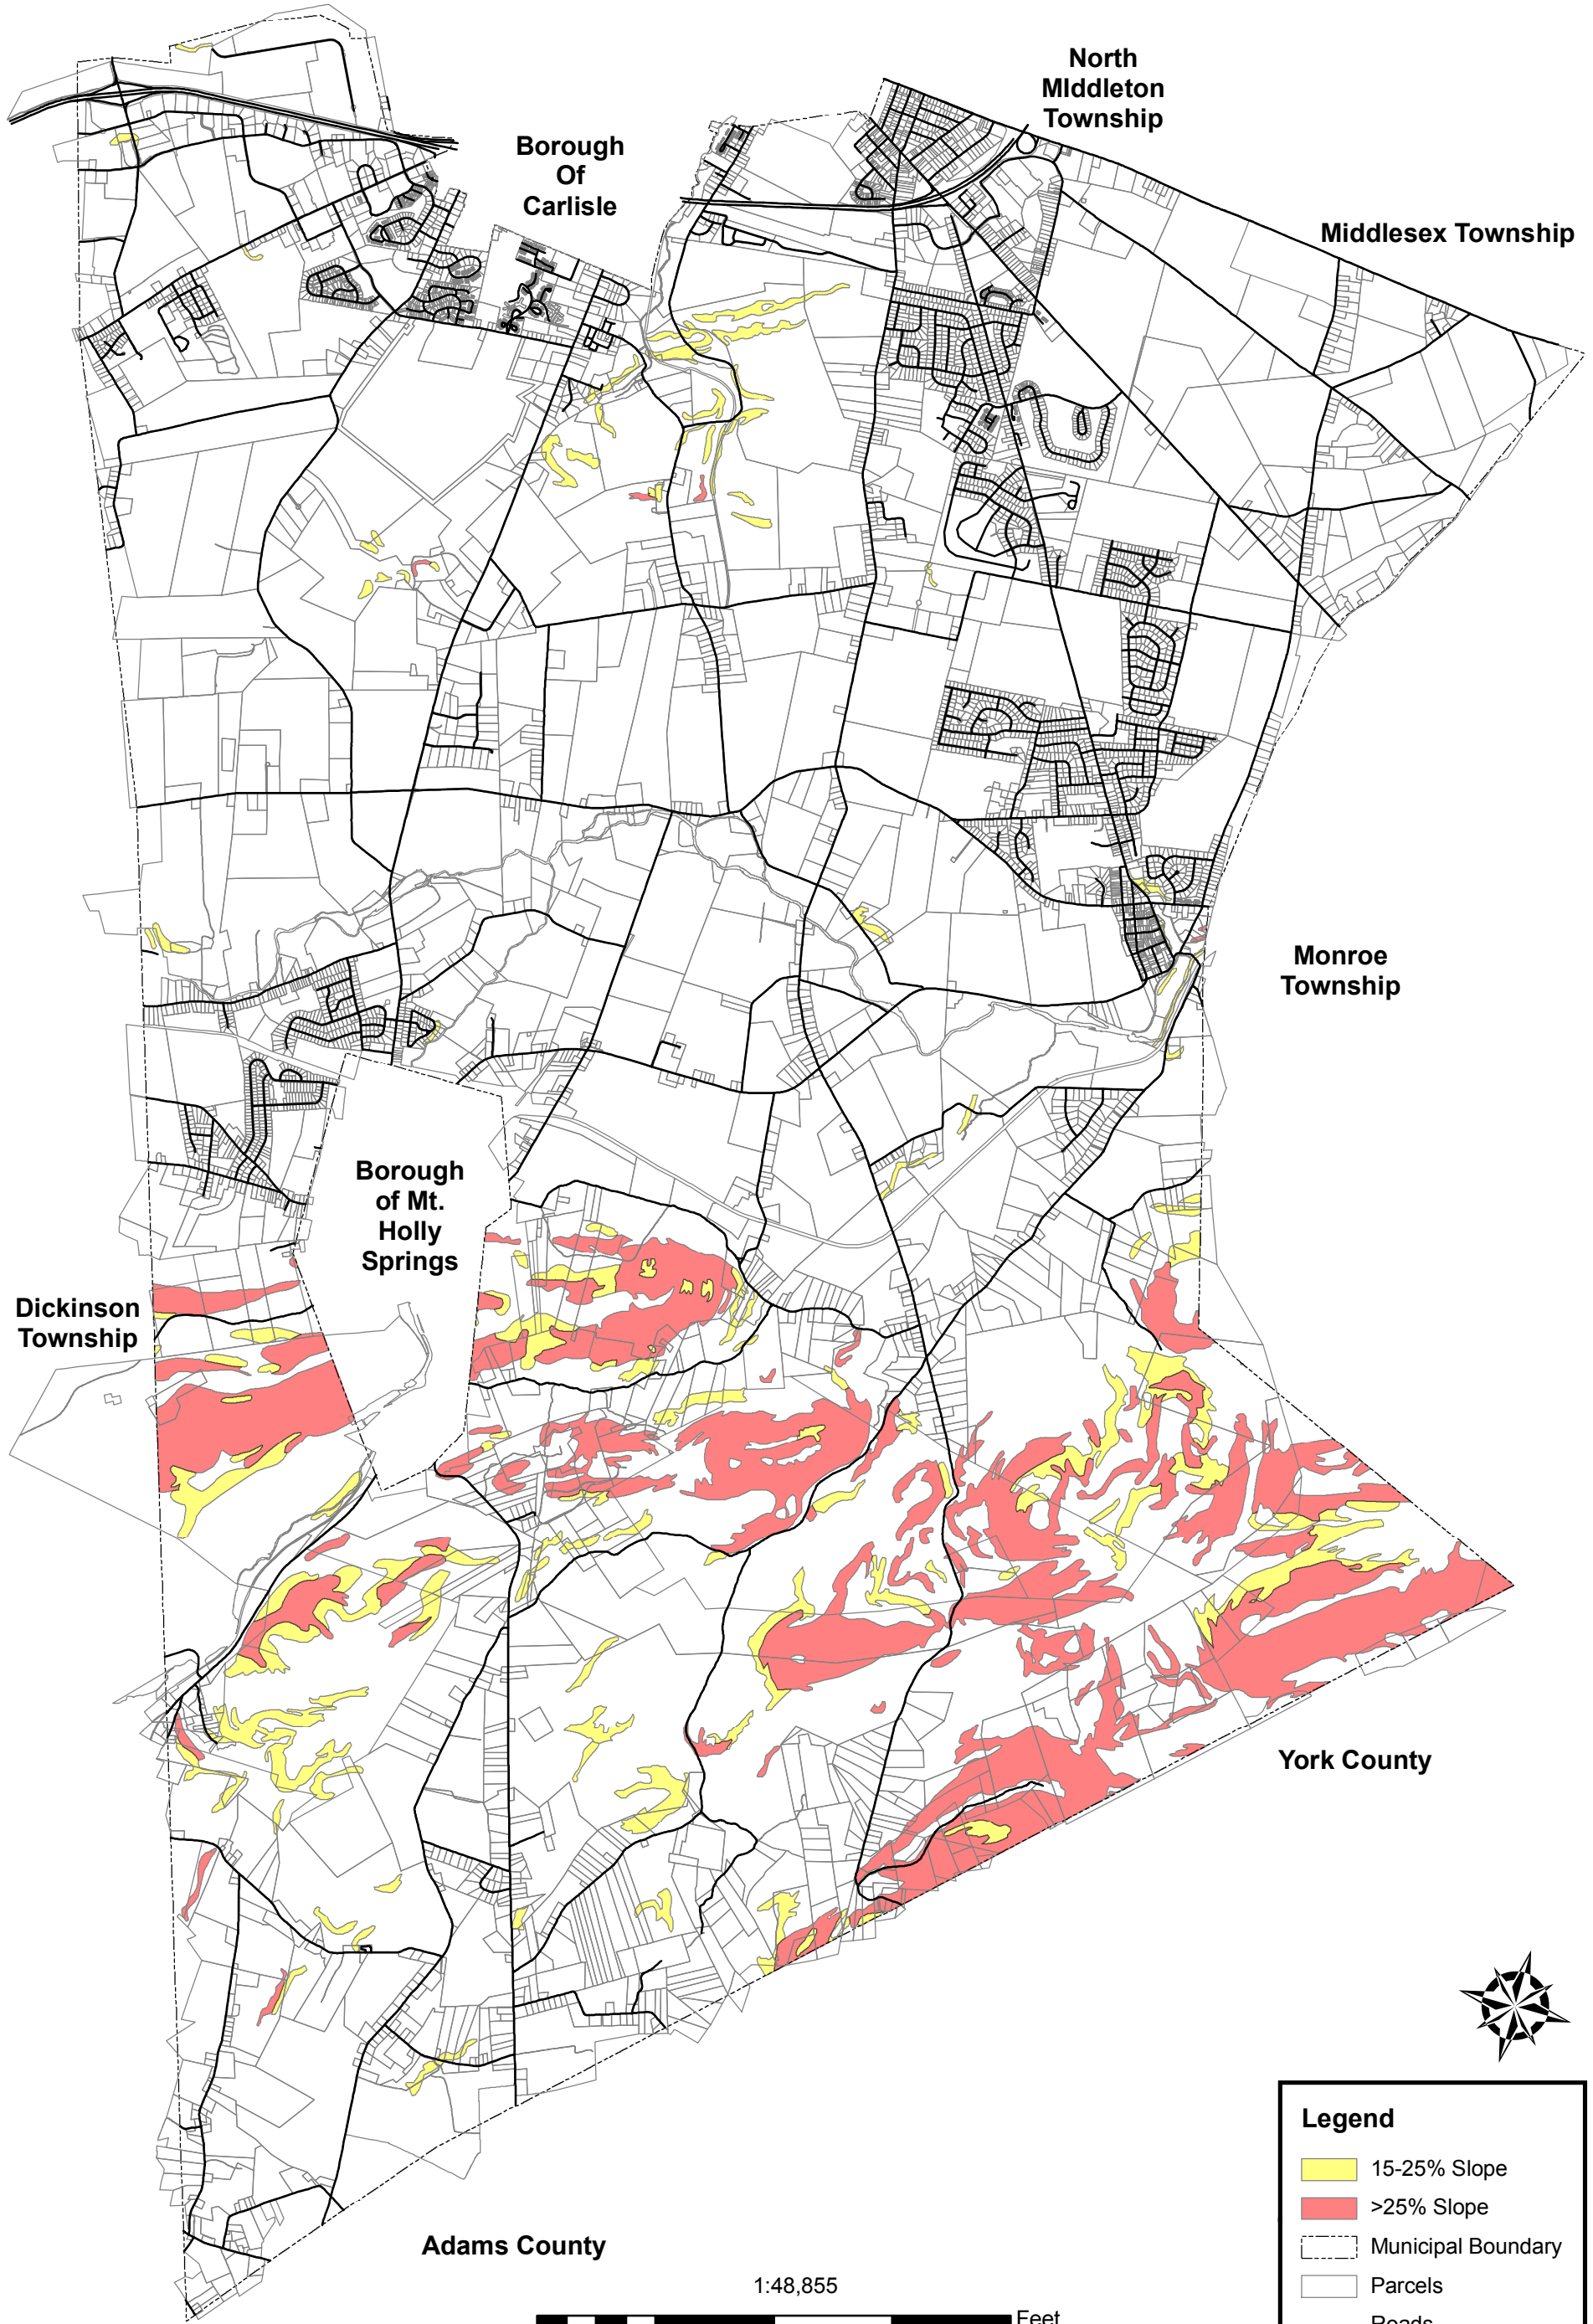 North
MIddleton
Township
Borough
Of
Carlisle
Middlesex Township
Monroe
Township
Borough
of Mt.
Holly
Springs
Dickinson
Township
York County
Adams County
1:48,855
Feet
Legend
15-25% Slope
>25% Slope
Municipal Boundary
Parcels
Roads